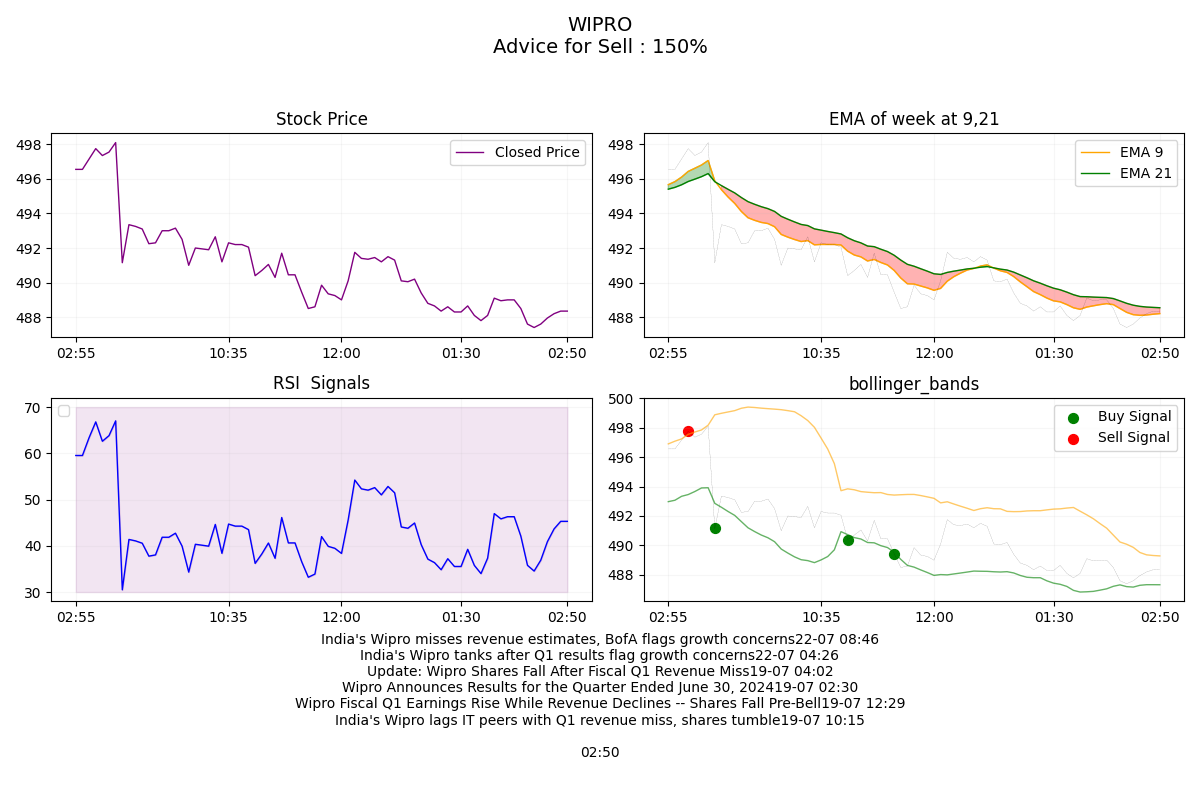 WIPRO
Advice for Sell : 150%
Stock Price
498
496
494
492
490
488
02:55
10:35
12:00
01:30
02:50
Closed Price
EMA of week at 9,21
498
496
494
492
490
488
02:55
10:35
12:00
01:30
02:50
EMA 9
EMA 21
RSI  Signals
70
60
50
40
30
02:55
10:35
12:00
01:30
02:50
bollinger_bands
500
498
496
494
492
490
488
02:55
10:35
12:00
01:30
02:50
Buy Signal
Sell Signal
India's Wipro misses revenue estimates, BofA flags growth concerns22-07 08:46
India's Wipro tanks after Q1 results flag growth concerns22-07 04:26
Update: Wipro Shares Fall After Fiscal Q1 Revenue Miss19-07 04:02
Wipro Announces Results for the Quarter Ended June 30, 202419-07 02:30
Wipro Fiscal Q1 Earnings Rise While Revenue Declines -- Shares Fall Pre-Bell19-07 12:29
India's Wipro lags IT peers with Q1 revenue miss, shares tumble19-07 10:15
02:50